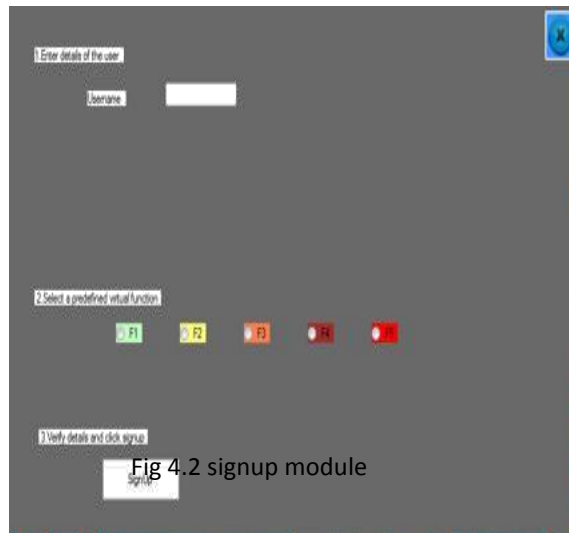 1.Enter details of the user
Username
2.Select a predefined virtual function
F1 F2 F3 F4 F5
3.Verify details and click signup
Fig 4.2 signup module
SignUp